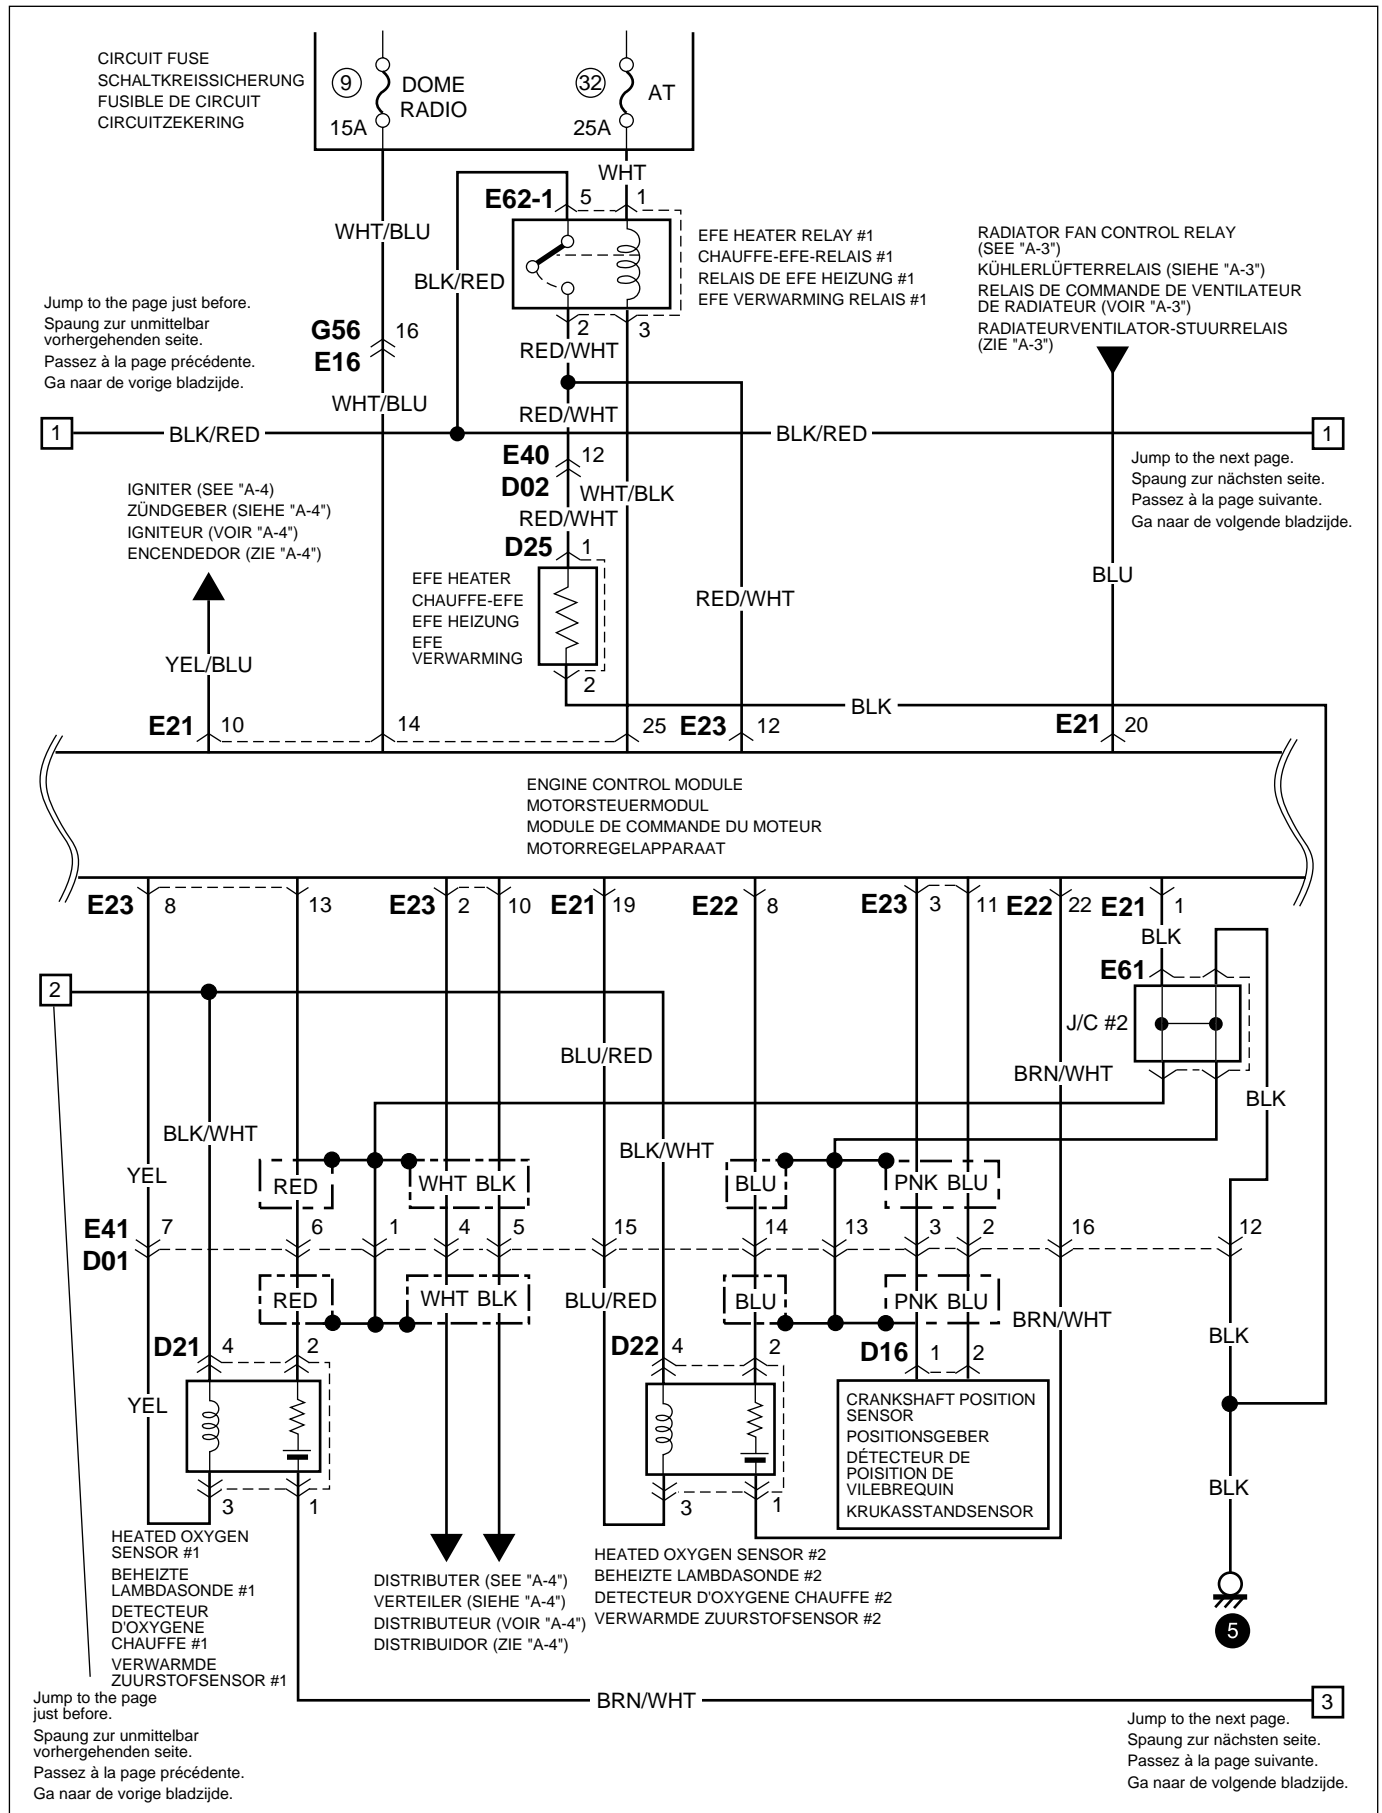 CIRCUIT FUSE
SCHALTKREISSICHERUNG
FUSIBLE DE CIRCUIT
CIRCUITZEKERING
9
DOME
RADIO
15A
32
AT
25A
WHT
E62-1
5
1
WHT/BLU
BLK/RED
EFE HEATER RELAY #1
CHAUFFE-EFE-RELAIS #1
RELAIS DE EFE HEIZUNG #1
EFE VERWARMING RELAIS #1
RADIATOR FAN CONTROL RELAY
(SEE "A-3")
KÜHLERLÜFTERRELAIS (SIEHE "A-3")
RELAIS DE COMMANDE DE VENTILATEUR
DE RADIATEUR (VOIR "A-3")
RADIATEURVENTILATOR-STUURRELAIS
(ZIE "A-3")
Jump to the page just before.
Spaung zur unmittelbar
vorhergehenden seite.
Passez à la page précédente.
Ga naar de vorige bladzijde.
G56
16
E16
2
3
RED/WHT
WHT/BLU
RED/WHT
1
BLK/RED
BLK/RED
1
E40
12
D02
WHT/BLK
RED/WHT
Jump to the next page.
Spaung zur nächsten seite.
Passez à la page suivante.
Ga naar de volgende bladzijde.
IGNITER (SEE "A-4)
ZÜNDGEBER (SIEHE "A-4")
IGNITEUR (VOIR "A-4")
ENCENDEDOR (ZIE "A-4")
D25
1
EFE HEATER
CHAUFFE-EFE
EFE HEIZUNG
EFE
VERWARMING
RED/WHT
BLU
YEL/BLU
2
BLK
E21
10
14
25
E23
12
E21
20
ENGINE CONTROL MODULE
MOTORSTEUERMODUL
MODULE DE COMMANDE DU MOTEUR
MOTORREGELAPPARAAT
E23
8
13
E23
2
10
E21
19
E22
8
E23
3
11
E22
22
E21
1
BLK
E61
2
J/C #2
BLU/RED
BRN/WHT
BLK
BLK/WHT
BLK/WHT
YEL
RED
WHT
BLK
BLU
PNK
BLU
E41
7
6
1
4
5
15
14
13
3
2
16
12
D01
RED
WHT
BLK
BLU/RED
BLU
PNK
BLU
BRN/WHT
BLK
D21
4
2
D22
4
2
D16
1
2
YEL
CRANKSHAFT POSITION
SENSOR
POSITIONSGEBER
DÉTECTEUR DE
POISITION DE
VILEBREQUIN
KRUKASSTANDSENSOR
BLK
3
1
3
1
HEATED OXYGEN
SENSOR #1
BEHEIZTE
LAMBDASONDE #1
DETECTEUR
D'OXYGENE
CHAUFFE #1
VERWARMDE
ZUURSTOFSENSOR #1
DISTRIBUTER (SEE "A-4")
VERTEILER (SIEHE "A-4")
DISTRIBUTEUR (VOIR "A-4")
DISTRIBUIDOR (ZIE "A-4")
HEATED OXYGEN SENSOR #2
BEHEIZTE LAMBDASONDE #2
DETECTEUR D'OXYGENE CHAUFFE #2
VERWARMDE ZUURSTOFSENSOR #2
5
BRN/WHT
3
Jump to the page
just before.
Spaung zur unmittelbar
vorhergehenden seite.
Passez à la page précédente.
Ga naar de vorige bladzijde.
Jump to the next page.
Spaung zur nächsten seite.
Passez à la page suivante.
Ga naar de volgende bladzijde.